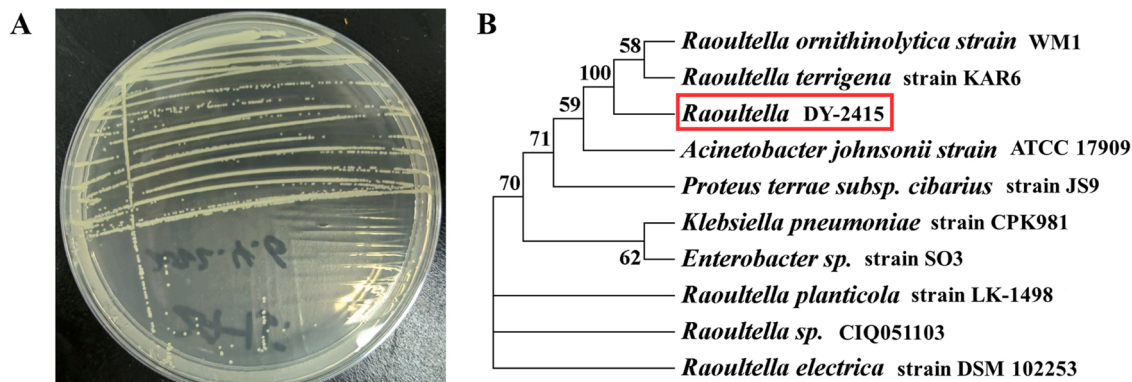 A
B
58
Raoultella ornithinolytica strain WM1
100
Raoultella terrigena strain KAR6
59
Raoultella DY-2415
71
Acinetobacter johnsonii strain ATCC 17909
70
Proteus terrae subsp. cibarius strain JS9
Klebsiella pneumoniae strain CPK981
62
Enterobacter sp. strain SO3
Raoultella planticola strain LK-1498
Raoultella sp. CIQ051103
Raoultella electrica strain DSM 102253